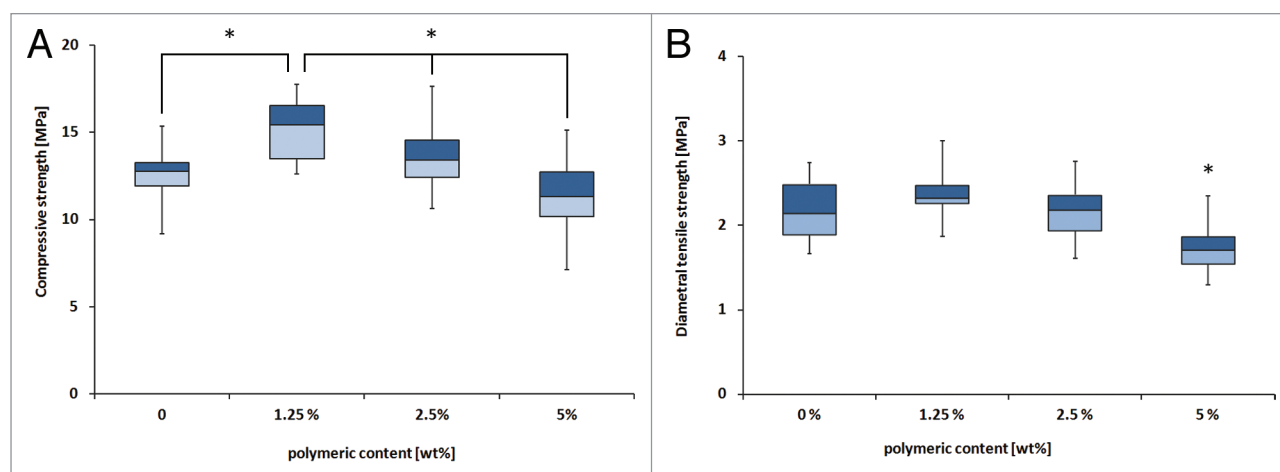 A
* *
Compressive strength [MPa]
20
15
10
5
0
0 1.25 % 2.5% 5%
polymeric content [wt%]
B
*
Diametral tensile strength [MPa]
4
3
2
1
0
0 % 1.25 % 2.5 % 5 %
polymeric content [wt%]